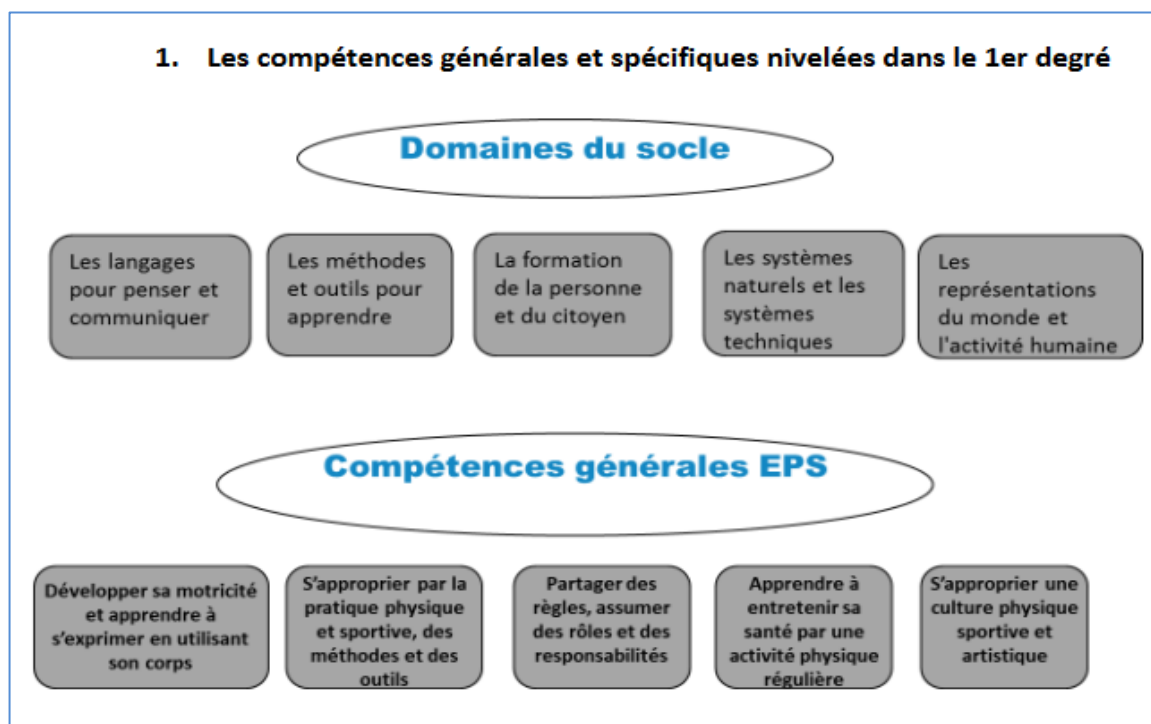 1. Les compétences générales et spécifiques nivelées dans le 1er degré
Domaines du socle
Les langages
pour penser et
communiquer
Les méthodes
et outils pour
apprendre
La formation
de la personne
et du citoyen
Les systèmes
naturels et les
systèmes
techniques
Les
représentations
du monde et
l'activité humaine
Compétences générales EPS
Développer sa motricité
et apprendre à
s’exprimer en utilisant
son corps
S’approprier par la
pratique physique
et sportive, des
méthodes et des
outils
Partager des
règles, assumer
des rôles et des
responsabilités
Apprendre à
entretenir sa
santé par une
activité physique
régulière
S’approprier une
culture physique
sportive et
artistique